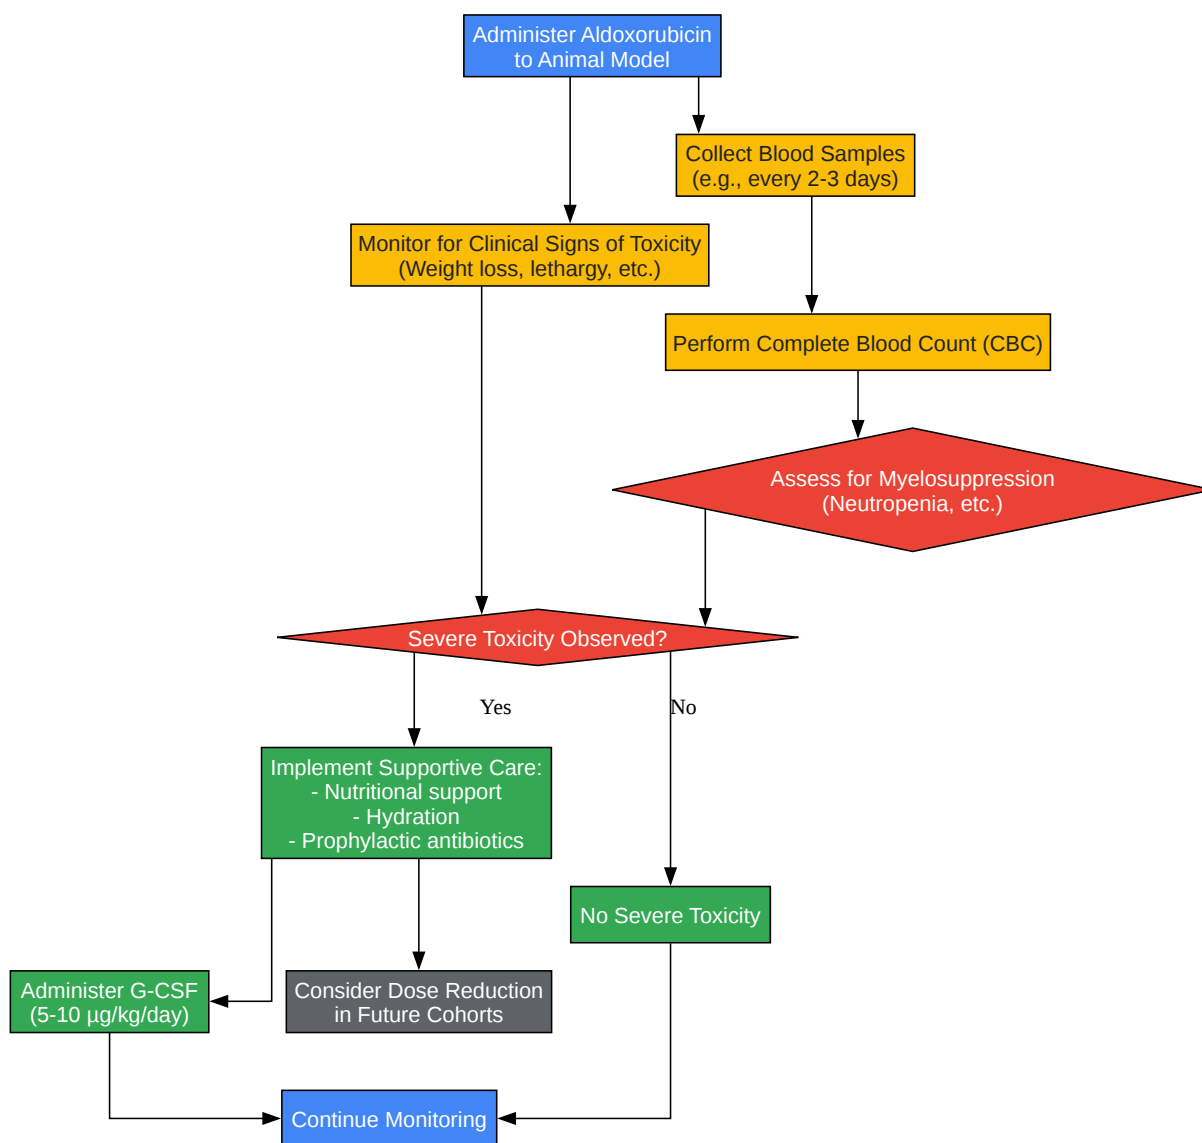 Administer Aldoxorubicin
to Animal Model
Collect Blood Samples
(e.g., every 2-3 days)
Monitor for Clinical Signs of Toxicity
(Weight loss, lethargy, etc.)
Perform Complete Blood Count (CBC)
Assess for Myelosuppression
(Neutropenia, etc.)
Severe Toxicity Observed?
Yes
No
Implement Supportive Care:
- Nutritional support
- Hydration
- Prophylactic antibiotics
No Severe Toxicity
Administer G-CSF
(5-10 µg/kg/day)
Consider Dose Reduction
in Future Cohorts
Continue Monitoring